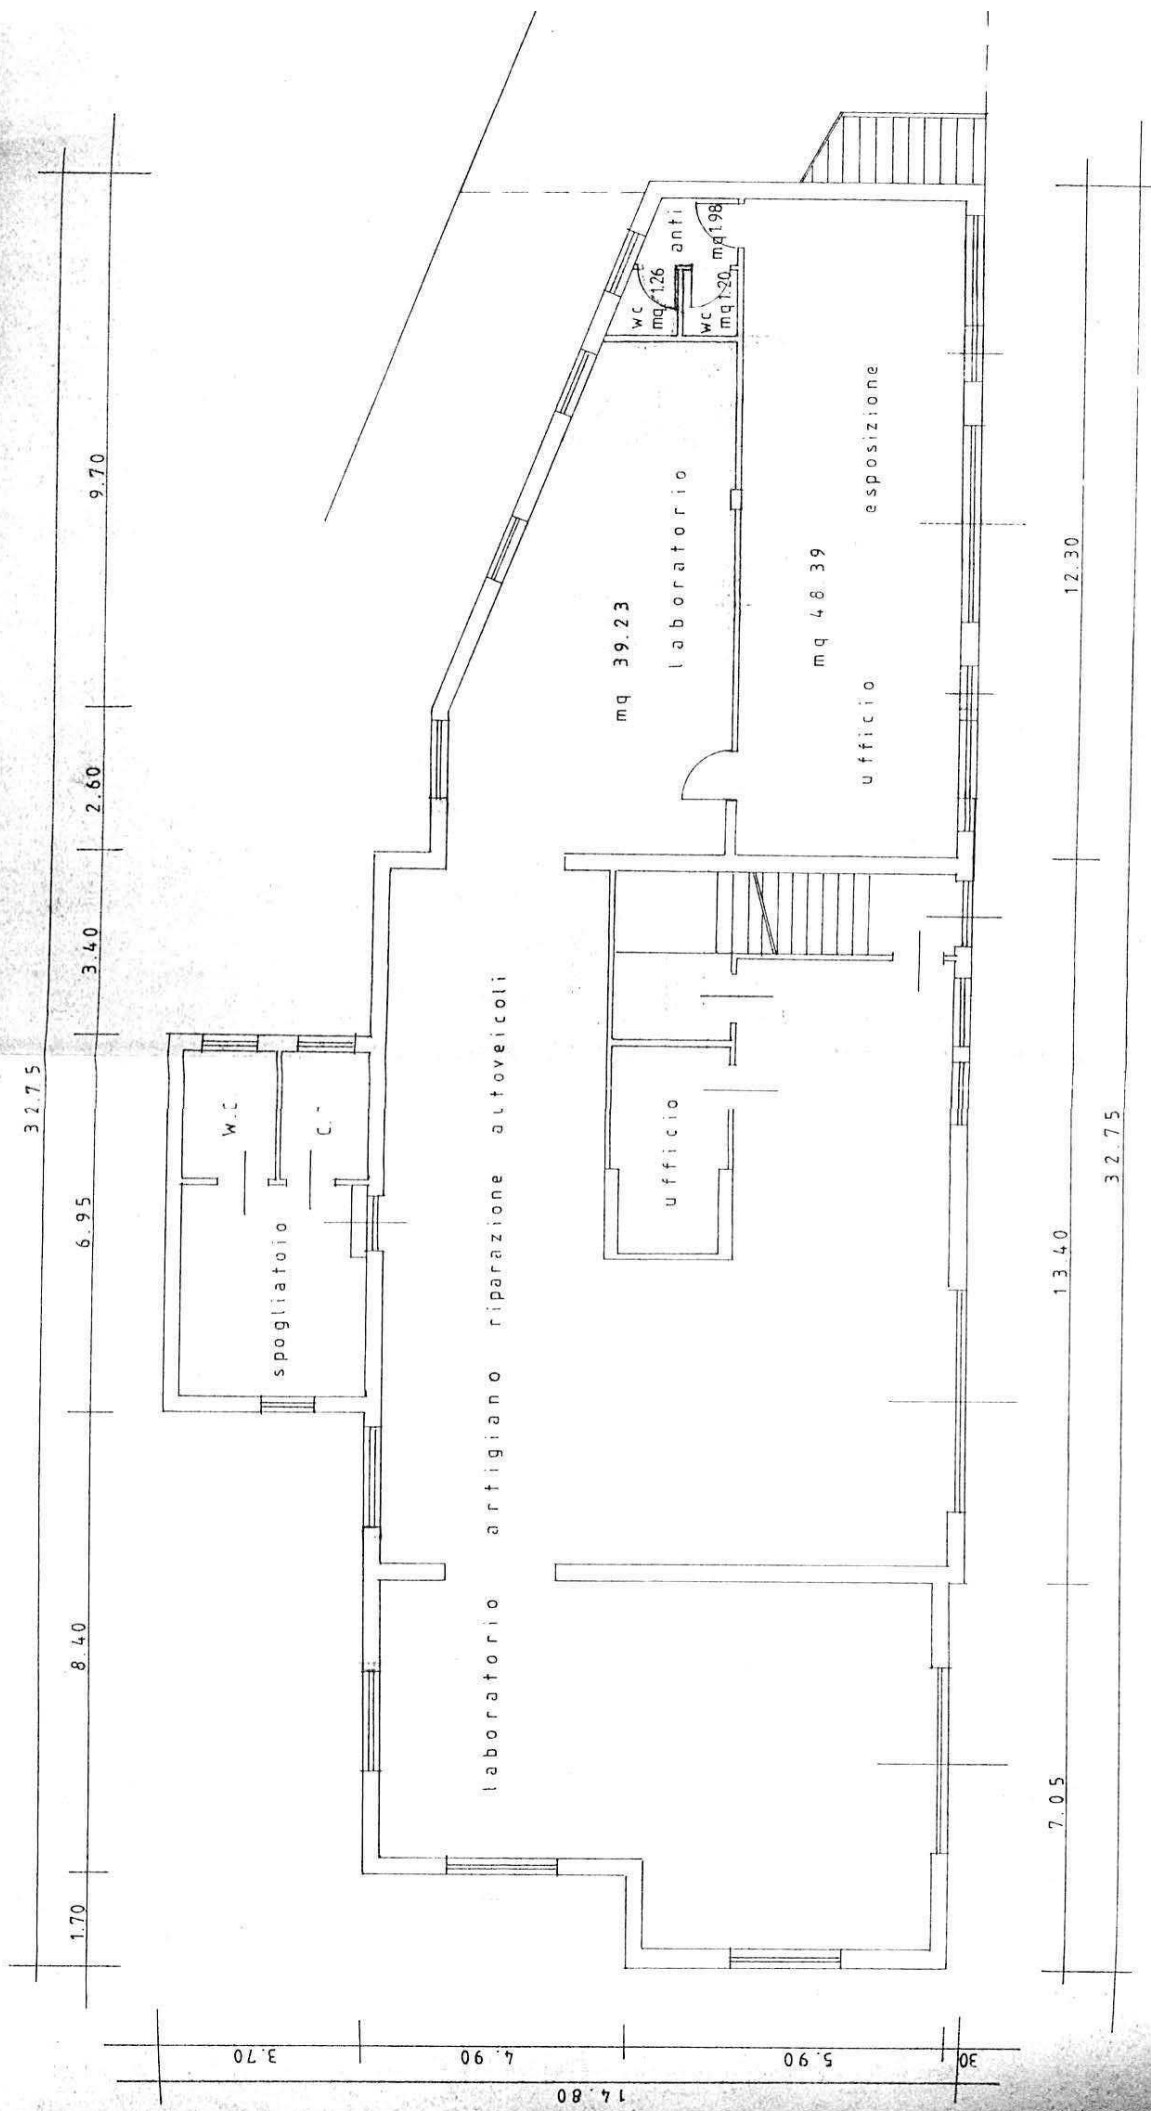 32.75
9.70
2.60
3.40
6.95
8.40
1.70
anti
mq 1.98
wc
mq 1.26
wc
mq 1.20
esposizione
laboratorio
mq 39.23
mq 48.39
ufficio
12.30
W.C
spogliatoio
ufficio
laboratorio artigiano riparazione autoveicoli
32.75
13.40
7.05
3.70
4.90
5.90
30
14.80